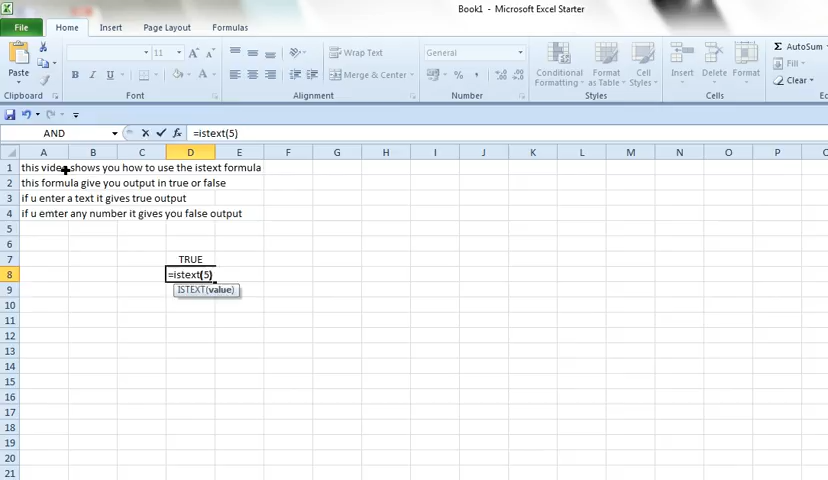 Book1 - Microsoft Excel Starter
File Home Insert Page Layout Formulas
11 A A Wrap Text General Σ AutoSum
Paste B I U A Merge & Center % , Conditional Formatting Format as Table Cell Styles Insert Delete Format Fill
Clear
Clipboard Font Alignment Number Styles Cells
AND fx =istext(5)
A B C D E F G H I J K L M N O P
1 this video shows you how to use the istext formula
2 this formula give you output in true or false
3 if u enter a text it gives true output
4 if u emter any number it gives you false output
5
6
7 TRUE
8 =istext(5)
9 ISTEXT(value)
10
11
12
13
14
15
16
17
18
19
20
21